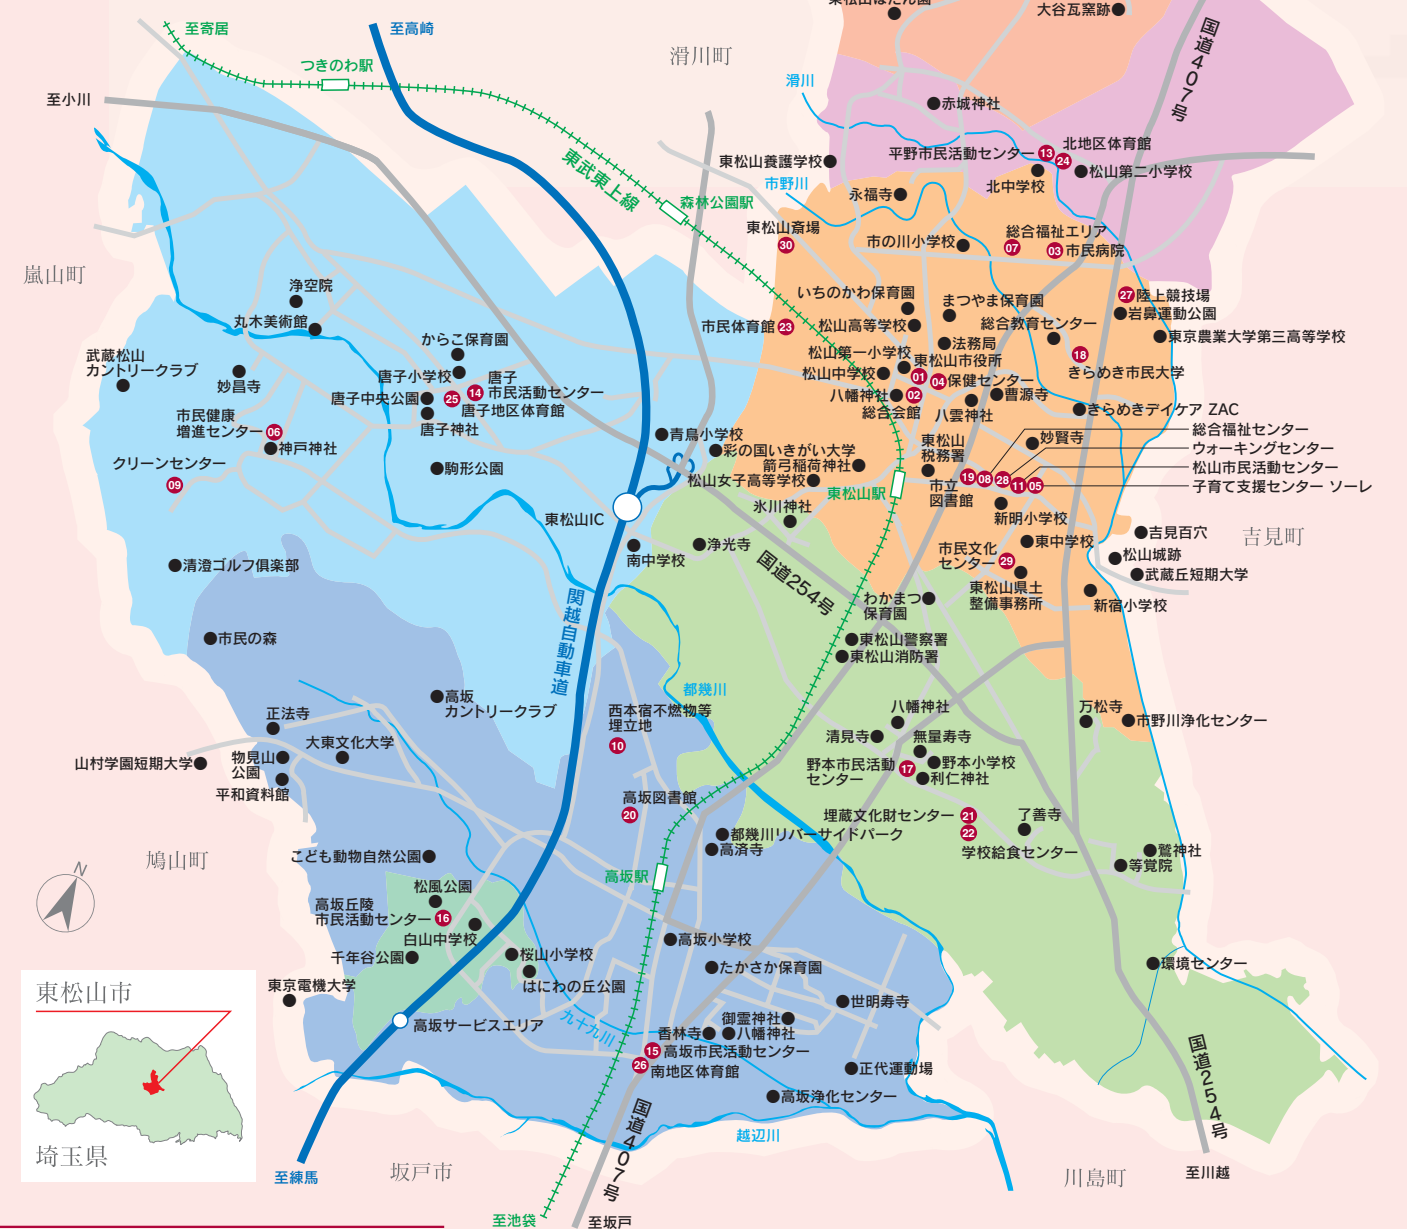 大谷瓦窯跡
至寄居
至高崎
国道407号
滑川町
つきのわ駅
滑川
至小川
赤城神社
東武東上線
東松山養護学校
平野市民活動センター
13
北地区体育館
24
松山第二小学校
市野川
北中学校
永福寺
森林公園駅
東松山斎場
30
市の川小学校
総合福祉エリア
07
03
市民病院
嵐山町
浄空院
いちのかわ保育園
まつやま保育園
27
陸上競技場
岩鼻運動公園
丸木美術館
市民体育館
23
松山高等学校
総合教育センター
東京農業大学第三高等学校
からこ保育園
法務局
武蔵松山
カントリークラブ
松山第一小学校
東松山市役所
18
きらめき市民大学
妙昌寺
唐子小学校
唐子
市民活動センター
14
松山中学校
01
04
保健センター
唐子中央公園
25
唐子地区体育館
八幡神社
02
総合会館
曹源寺
八雲神社
きらめきデイケア ZAC
市民健康
増進センター
06
唐子神社
神戸神社
青鳥小学校
東松山
税務署
妙賢寺
総合福祉センター
ウォーキングセンター
松山市民活動センター
子育て支援センター ソーレ
クリーンセンター
09
駒形公園
彩の国いきがい大学
箭弓稲荷神社
松山女子高等学校
東松山駅
市立
図書館
19
08
28
11
05
東松山IC
氷川神社
新明小学校
吉見町
南中学校
浄光寺
国道254号
市民文化
センター
29
東中学校
吉見百穴
松山城跡
武蔵丘短期大学
清澄ゴルフ倶楽部
関越自動車道
わかまつ
保育園
東松山県土
整備事務所
新宿小学校
市民の森
東松山警察署
東松山消防署
高坂
カントリークラブ
都幾川
正法寺
西本宿不燃物等
埋立地
10
八幡神社
万松寺
市野川浄化センター
大東文化大学
清見寺
無量寿寺
山村学園短期大学
物見山
公園
野本市民活動
センター
17
野本小学校
利仁神社
平和資料館
高坂図書館
20
埋蔵文化財センター
21
22
学校給食センター
了善寺
鳩山町
こども動物自然公園
都幾川リバーサイドパーク
高済寺
鷲神社
等覚院
N
松風公園
高坂駅
高坂丘陵
市民活動センター
16
白山中学校
高坂小学校
千年谷公園
桜山小学校
たかさか保育園
環境センター
東松山市
東京電機大学
はにわの丘公園
世明寿寺
高坂サービスエリア
九十九川
御霊神社
香林寺
八幡神社
15
高坂市民活動センター
26
南地区体育館
正代運動場
国道254号
高坂浄化センター
国道407号
越辺川
埼玉県
至練馬
坂戸市
川島町
至川越
至池袋
至坂戸